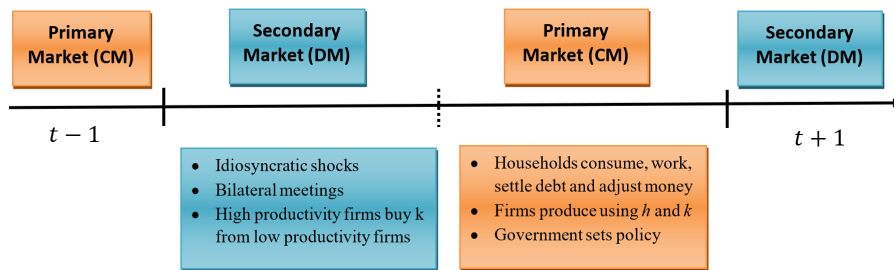 Primary
Market (CM)
Secondary
Market (DM)
Primary
Market (CM)
Secondary
Market (DM)
t − 1
t + 1
• Idiosyncratic shocks
• Bilateral meetings
• High productivity firms buy k
from low productivity firms
• Households consume, work,
settle debt and adjust money
• Firms produce using h and k
• Government sets policy